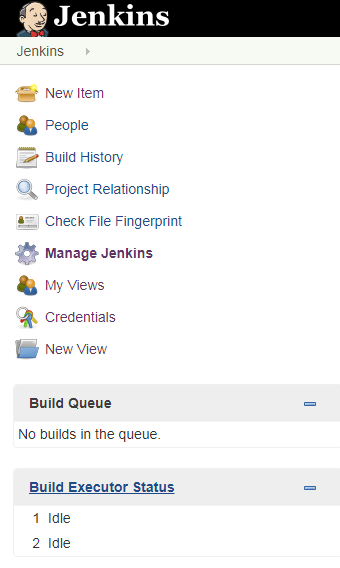 Jenkins
Jenkins
New Item
People
Build History
Project Relationship
Check File Fingerprint
Manage Jenkins
My Views
Credentials
New View
Build Queue
No builds in the queue.
Build Executor Status
1 Idle
2 Idle